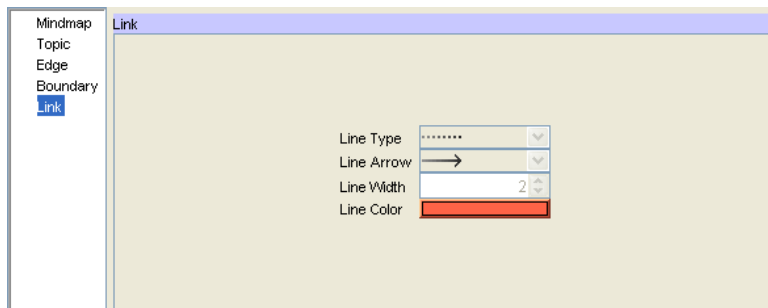 Mindmap
Topic
Edge
Boundary
Link
Link
Line Type
Line Arrow
Line Width 2
Line Color